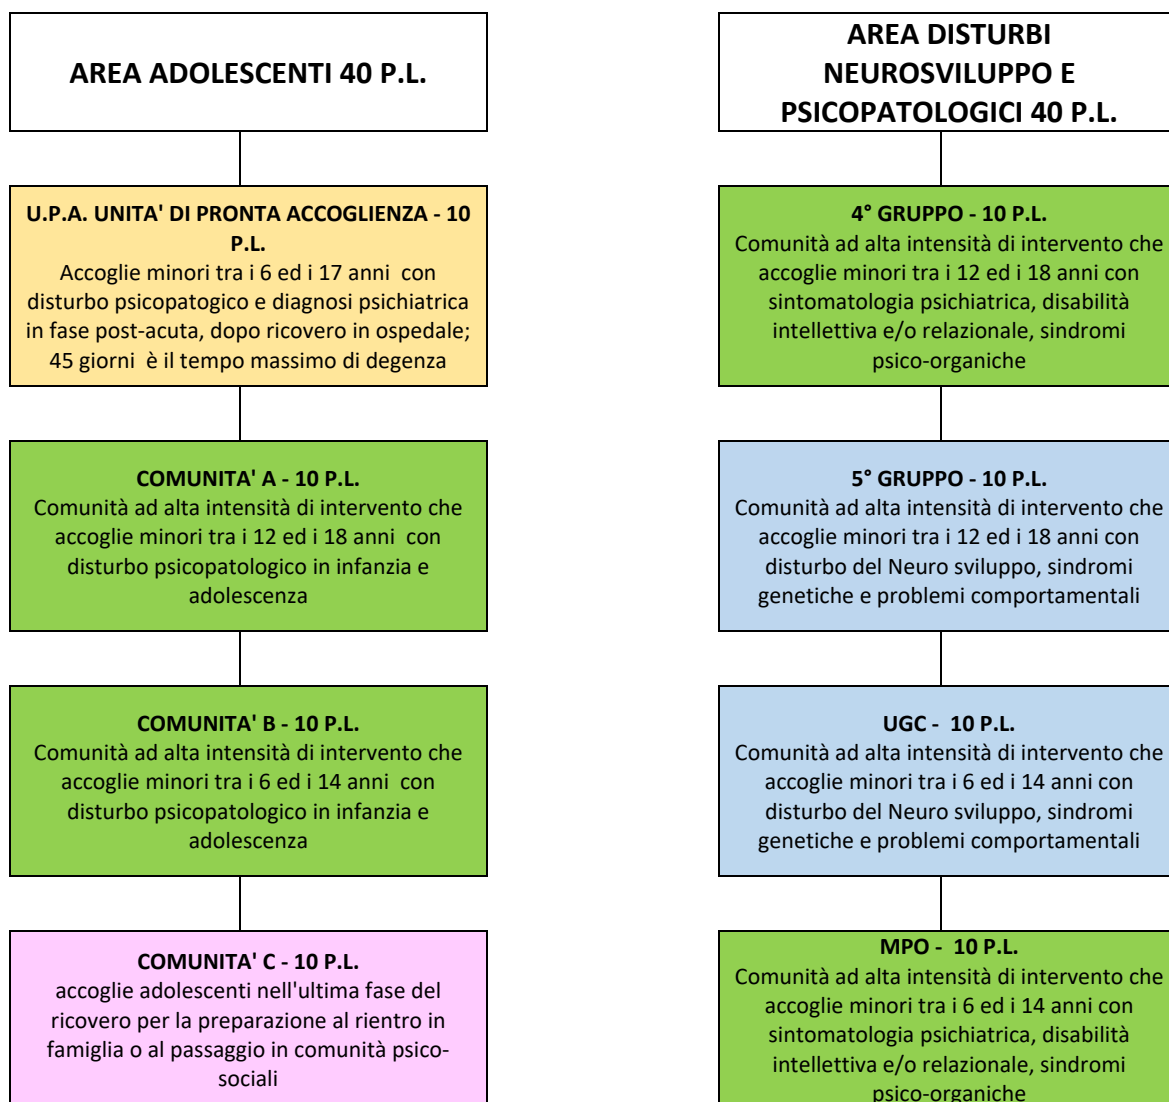 AREA ADOLESCENTI 40 P.L.
U.P.A. UNITA' DI PRONTA ACCOGLIENZA - 10
P.L.
Accoglie minori tra i 6 ed i 17 anni  con
disturbo psicopatogico e diagnosi psichiatrica
in fase post-acuta, dopo ricovero in ospedale;
45 giorni  è il tempo massimo di degenza
COMUNITA' A - 10 P.L.
Comunità ad alta intensità di intervento che
accoglie minori tra i 12 ed i 18 anni  con
disturbo psicopatologico in infanzia e
adolescenza
COMUNITA' B - 10 P.L.
Comunità ad alta intensità di intervento che
accoglie minori tra i 6 ed i 14 anni  con
disturbo psicopatologico in infanzia e
adolescenza
COMUNITA' C - 10 P.L.
accoglie adolescenti nell'ultima fase del
ricovero per la preparazione al rientro in
famiglia o al passaggio in comunità psico-
sociali
AREA DISTURBI
NEUROSVILUPPO E
PSICOPATOLOGICI 40 P.L.
4° GRUPPO - 10 P.L.
Comunità ad alta intensità di intervento che
accoglie minori tra i 12 ed i 18 anni con
sintomatologia psichiatrica, disabilità
intellettiva e/o relazionale, sindromi
psico-organiche
5° GRUPPO - 10 P.L.
Comunità ad alta intensità di intervento che
accoglie minori tra i 12 ed i 18 anni con
disturbo del Neuro sviluppo, sindromi
genetiche e problemi comportamentali
UGC -  10 P.L.
Comunità ad alta intensità di intervento che
accoglie minori tra i 6 ed i 14 anni con
disturbo del Neuro sviluppo, sindromi
genetiche e problemi comportamentali
MPO -  10 P.L.
Comunità ad alta intensità di intervento che
accoglie minori tra i 6 ed i 14 anni con
sintomatologia psichiatrica, disabilità
intellettiva e/o relazionale, sindromi
psico-organiche